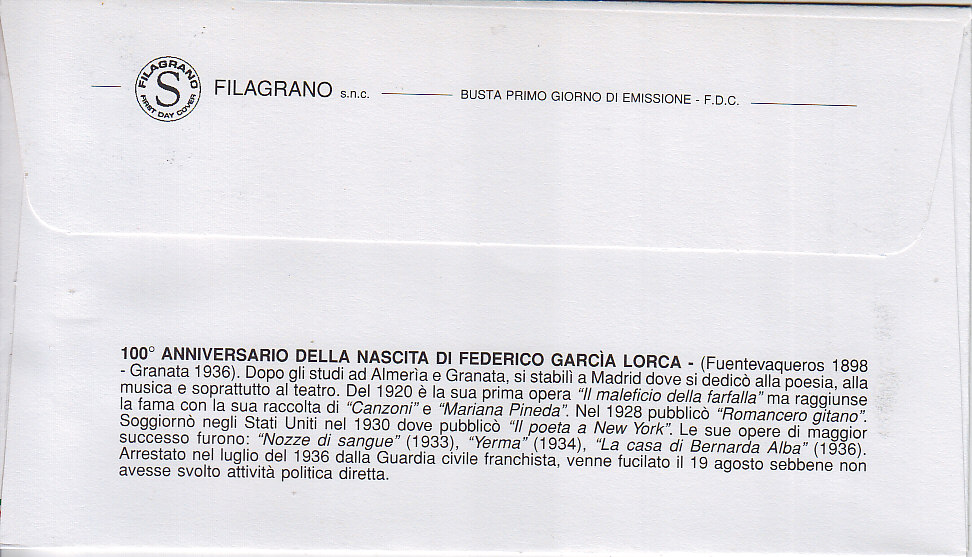 FILAGRANO
S
FIRST DAY COVER
FILAGRANO s.n.c. BUSTA PRIMO GIORNO DI EMISSIONE - F.D.C.
100° ANNIVERSARIO DELLA NASCITA DI FEDERICO GARCÌA LORCA - (Fuentevaqueros 1898
- Granata 1936). Dopo gli studi ad Almerìa e Granata, si stabilì a Madrid dove si dedicò alla poesia, alla
musica e soprattutto al teatro. Del 1920 è la sua prima opera “Il maleficio della farfalla” ma raggiunse
la fama con la sua raccolta di “Canzoni” e “Mariana Pineda”. Nel 1928 pubblicò “Romancero gitano”.
Soggiornò negli Stati Uniti nel 1930 dove pubblicò “Il poeta a New York”. Le sue opere di maggior
successo furono: “Nozze di sangue” (1933), “Yerma” (1934), “La casa di Bernarda Alba” (1936).
Arrestato nel luglio del 1936 dalla Guardia civile franchista, venne fucilato il 19 agosto sebbene non
avesse svolto attività politica diretta.